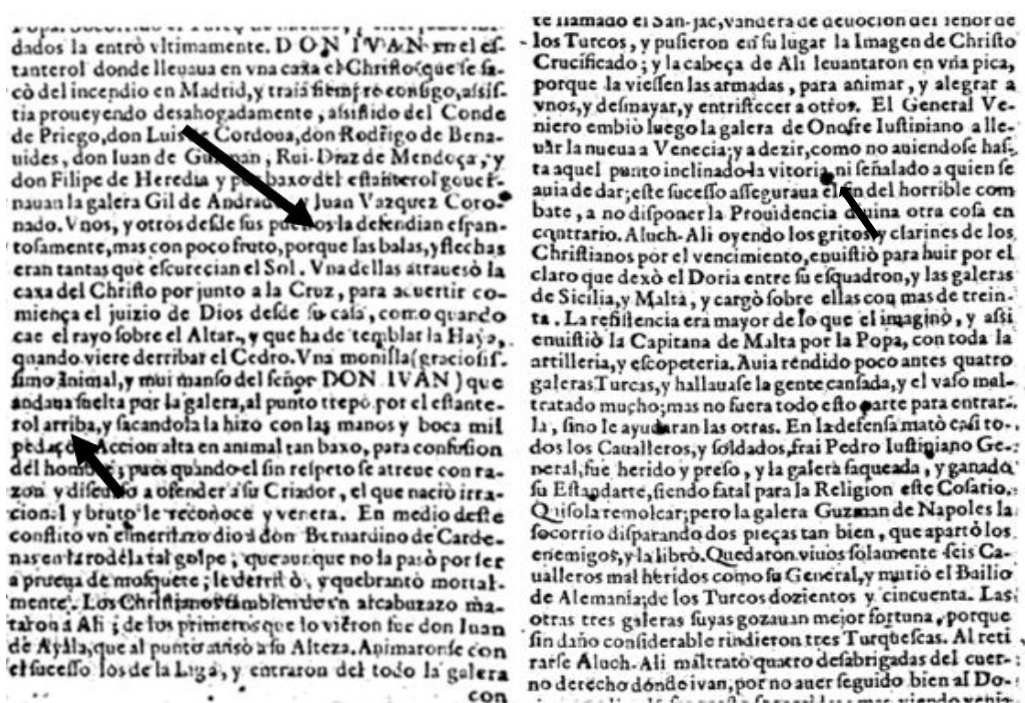 dados la entrò vltimamente. DON IVAN en el es-
tanterol donde lleuaua en vna caxa el Christo (que se sa-
cò del incendio en Madrid, y traia siempre consigo, assis-
tia proueyendo desahogadamente, assistido del Conde
de Priego, don Luis de Cordoua, don Rodrigo de Bena-
uides, don Iuan de Guzman, Rui-Diaz de Mendoça, y
don Filipe de Heredia y por baxo del estanterol gouer-
nauan la galera Gil de Andrada y Juan Vazquez Coro-
nado. Vnos, y otros desde sus puestos la defendian espan-
tosamente, mas con poco fruto, porque las balas, y flechas
eran tantas que escurecian el Sol. Vna dellas atrauesò la
caxa del Christo por junto a la Cruz, para aduertir co-
miença el juizio de Dios desde su casa, como quando
cae el rayo sobre el Altar, y que ha de temblar la Haya,
quando viere derribar el Cedro. Vna monilla (graciosis-
simo animal, y mui manso del señor DON IVAN) que
andaua suelta por la galera, al punto trepò por el estante-
rol arriba, y sacandola la hizo con las manos y boca mil
pedaços. Accion alta en animal tan baxo, para confusion
del hombre; pues quando el sin respeto se atreue con ra-
zon y discurso a ofender a su Criador, el que naciò irra-
cional y bruto le reconoce y venera. En medio deste
conflito vn dio à don Bernardino de Carde-
nas en la rodela tal golpe, que aunque no la passò por ser
a prueua de mosquete; le derribò, y quebrantò mortal-
mente. Los Christianos tambien de vn arcabuzazo ma-
taron à Ali; de los primeros que lo vieron fue don Iuan
de Ayala, que al punto auisò a su Alteza. Animaronse con
el sucesso los de la Liga, y entraron del todo la galera
con
te llamado el San-jac, vandera de deuocion del señor de
los Turcos, y pusieron en su lugar la Imagen de Christo
Crucificado; y la cabeça de Ali leuantaron en vna pica,
porque la viessen las armadas, para animar, y alegrar a
vnos, y desmayar, y entristecer a otros. El General Ve-
niero embiò luego la galera de Onofre Iustiniano a lle-
uar la nueua a Venecia; y a dezir, como no auiendose has-
ta aquel punto inclinado la vitoria, ni señalado a quien se
auia de dar; este sucesso asseguraua el fin del horrible com
bate, a no disponer la Prouidencia diuina otra cosa en
contrario. Aluch-Ali oyendo los gritos, y clarines de los
Christianos por el vencimiento, enuistiò para huir por el
claro que dexò el Doria entre su esquadron, y las galeras
de Sicilia, y Malta, y cargò sobre ellas con mas de trein-
ta. La resistencia era mayor de lo que el imaginò, y assi
enuistiò la Capitana de Malta por la Popa, con toda la
artilleria, y escopeteria. Auia rendido poco antes quatro
galeras Turcas, y hallauase la gente cansada, y el vaso mal-
tratado mucho; mas no fuera todo esto parte para entrar-
la, sino le ayudaran las otras. En la defensa matò casi to-
dos los Caualleros, y soldados, frai Pedro Iustiniano Ge-
neral, fue herido y preso, y la galera saqueada, y ganado
su Estandarte, siendo fatal para la Religion este Cosario.
Quisola remolcar; pero la galera Guzman de Napoles la
socorrio disparando dos pieças tan bien, que apartò los
enemigos, y la librò. Quedaron viuos solamente seis Ca-
ualleros mal heridos como su General, y murio el Bailio
de Alemania; de los Turcos dozientos y cincuenta. Las
otras tres galeras suyas gozauan mejor fortuna, porque
sin daño considerable rindieron tres Turquescas. Al reti
rarse Aluch-Ali maltratò quatro desabrigadas del cuer-
no derecho donde ivan, por no auer seguido bien al Do-